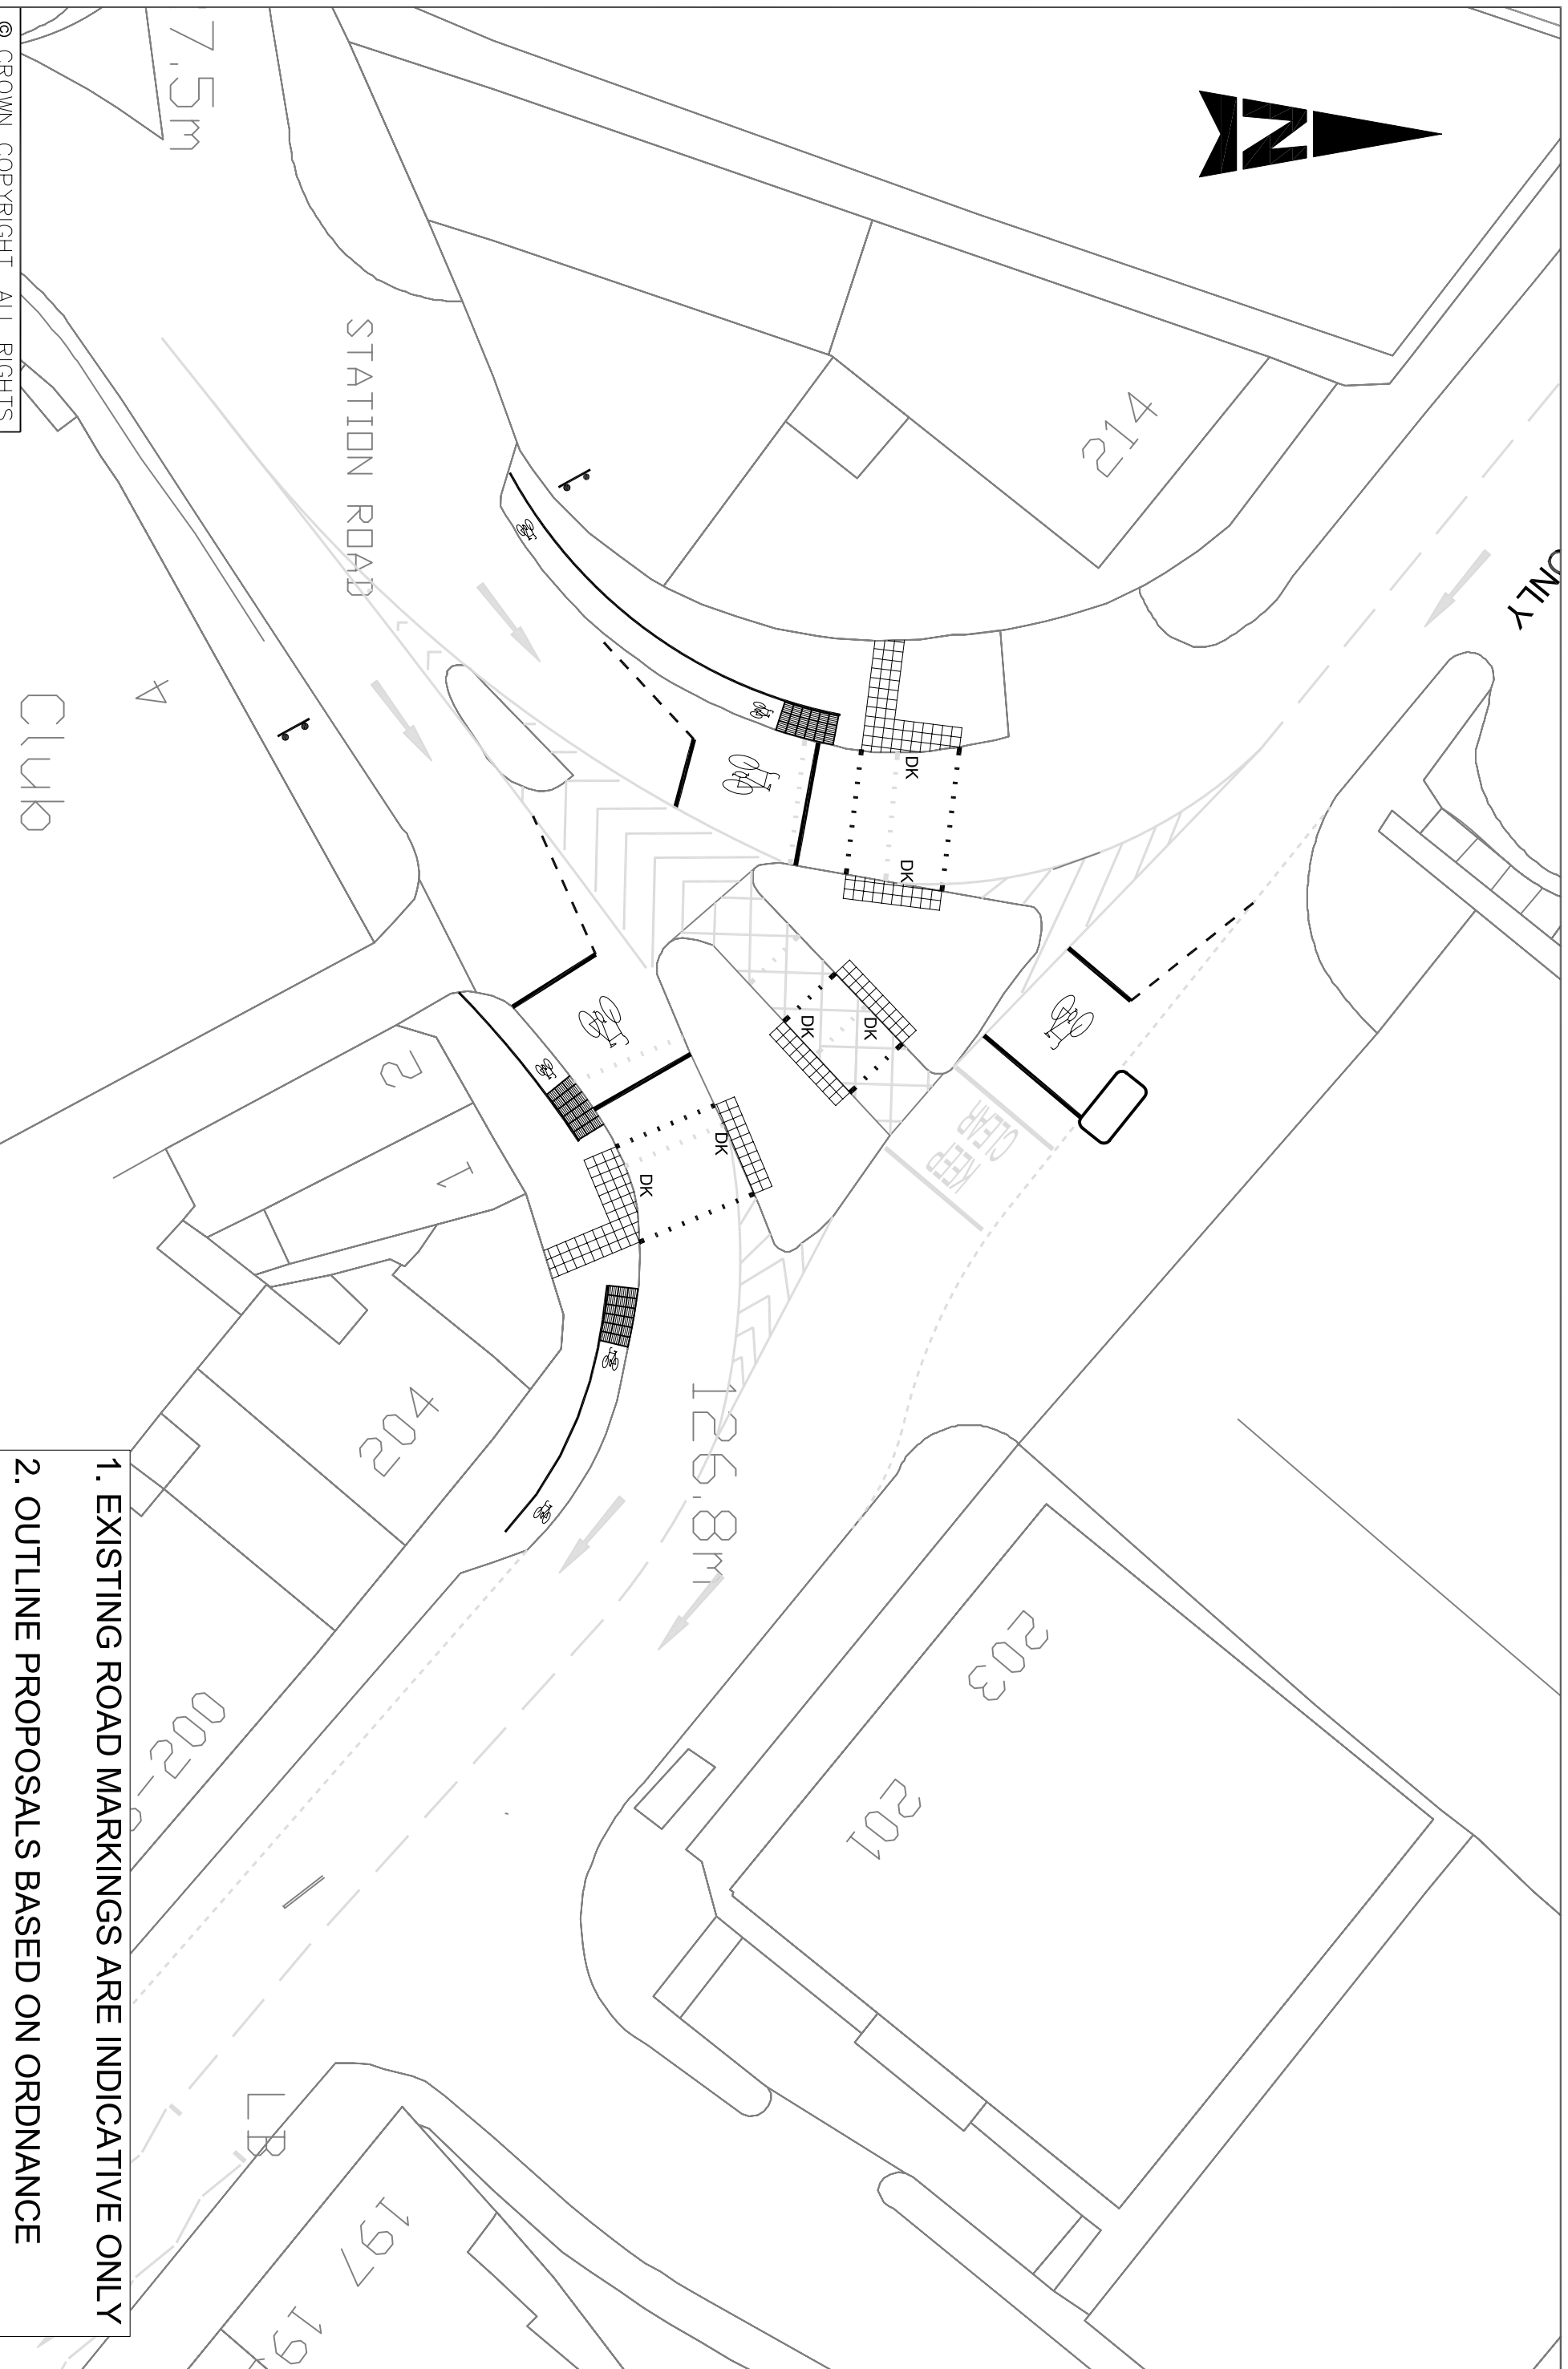 N
ONLY
7.5m
STATION ROAD
214
DK
DK
DK
DK
DK
DK
KEEP
CLEAR
4
Club
2
1
204
126.8m
203
201
200
LB
197
19
© CROWN COPYRIGHT ALL RIGHTS
1. EXISTING ROAD MARKINGS ARE INDICATIVE ONLY
2. OUTLINE PROPOSALS BASED ON ORDNANCE